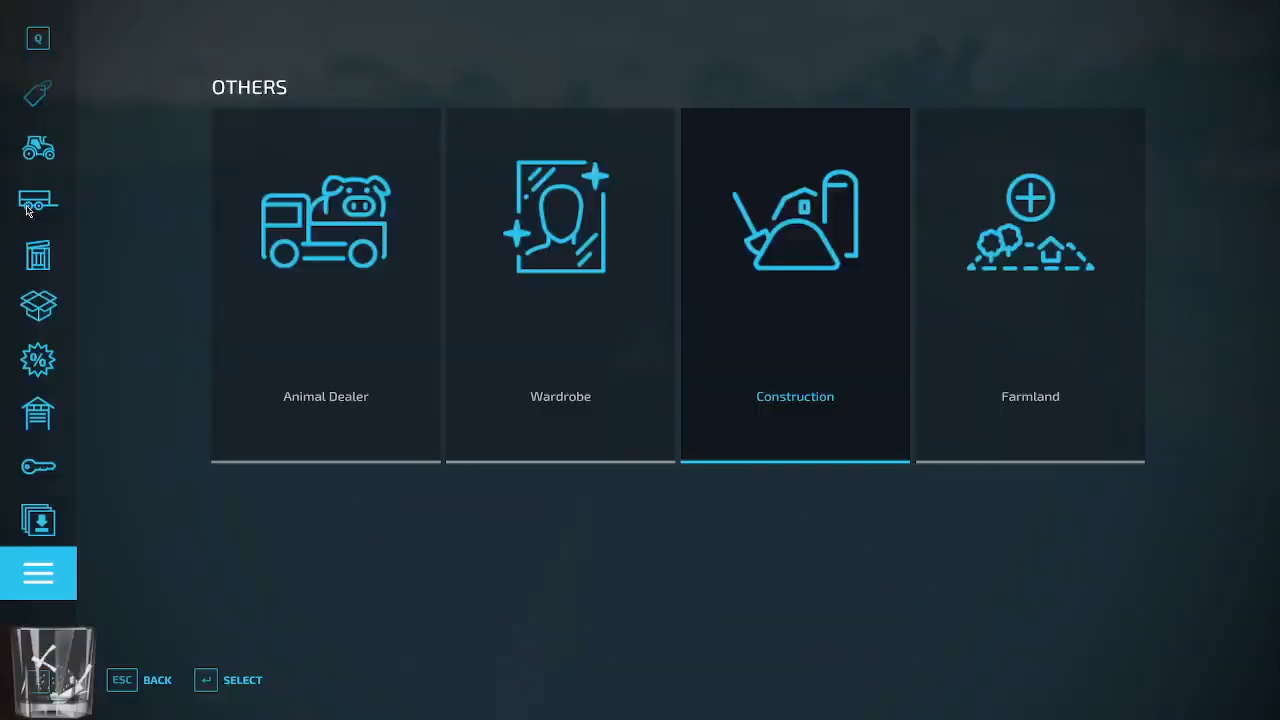 Q
OTHERS
%
Animal Dealer
Wardrobe
Construction
Farmland
ESC BACK
SELECT